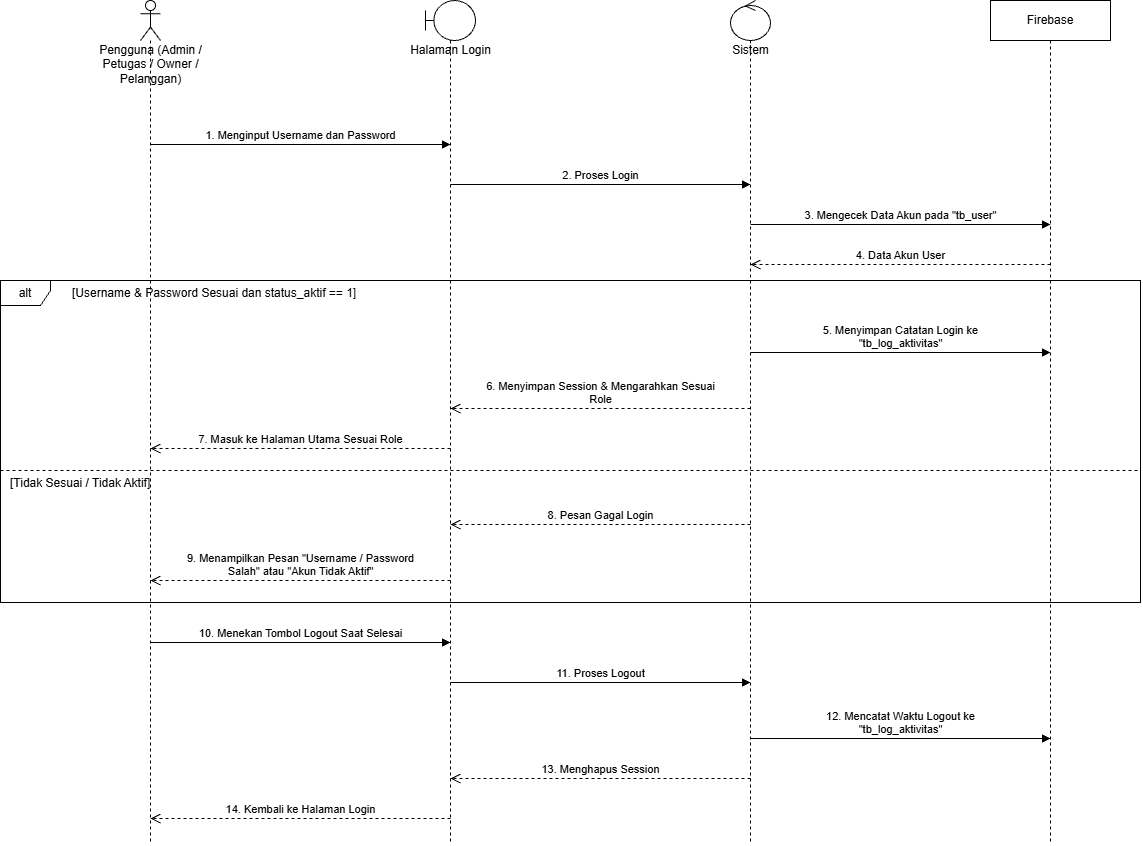 Pengguna (Admin /
Petugas / Owner /
Pelanggan)
Halaman Login
Sistem
Firebase
1. Menginput Username dan Password
2. Proses Login
3. Mengecek Data Akun pada "tb_user"
4. Data Akun User
alt
[Username & Password Sesuai dan status_aktif == 1]
5. Menyimpan Catatan Login ke
"tb_log_aktivitas"
6. Menyimpan Session & Mengarahkan Sesuai
Role
7. Masuk ke Halaman Utama Sesuai Role
[Tidak Sesuai / Tidak Aktif]
8. Pesan Gagal Login
9. Menampilkan Pesan "Username / Password
Salah" atau "Akun Tidak Aktif"
10. Menekan Tombol Logout Saat Selesai
11. Proses Logout
12. Mencatat Waktu Logout ke
"tb_log_aktivitas"
13. Menghapus Session
14. Kembali ke Halaman Login